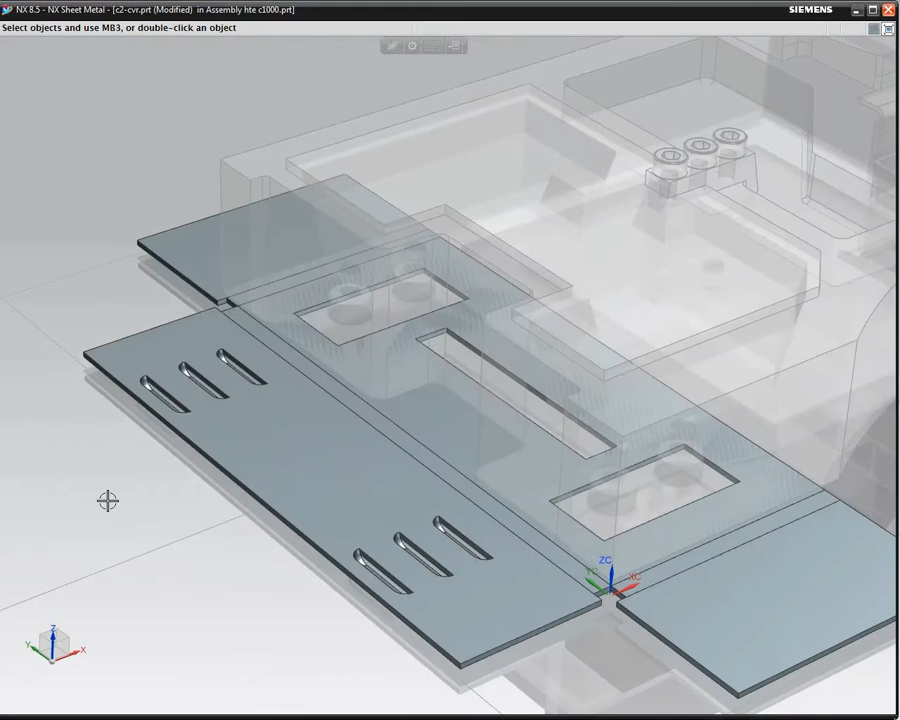 NX 8.5 - NX Sheet Metal - [c2-cvr.prt (Modified) in Assembly hte c1000.prt]
SIEMENS
Select objects and use MB3, or double-click an object
ZC
YC
XC
Z
Y
X